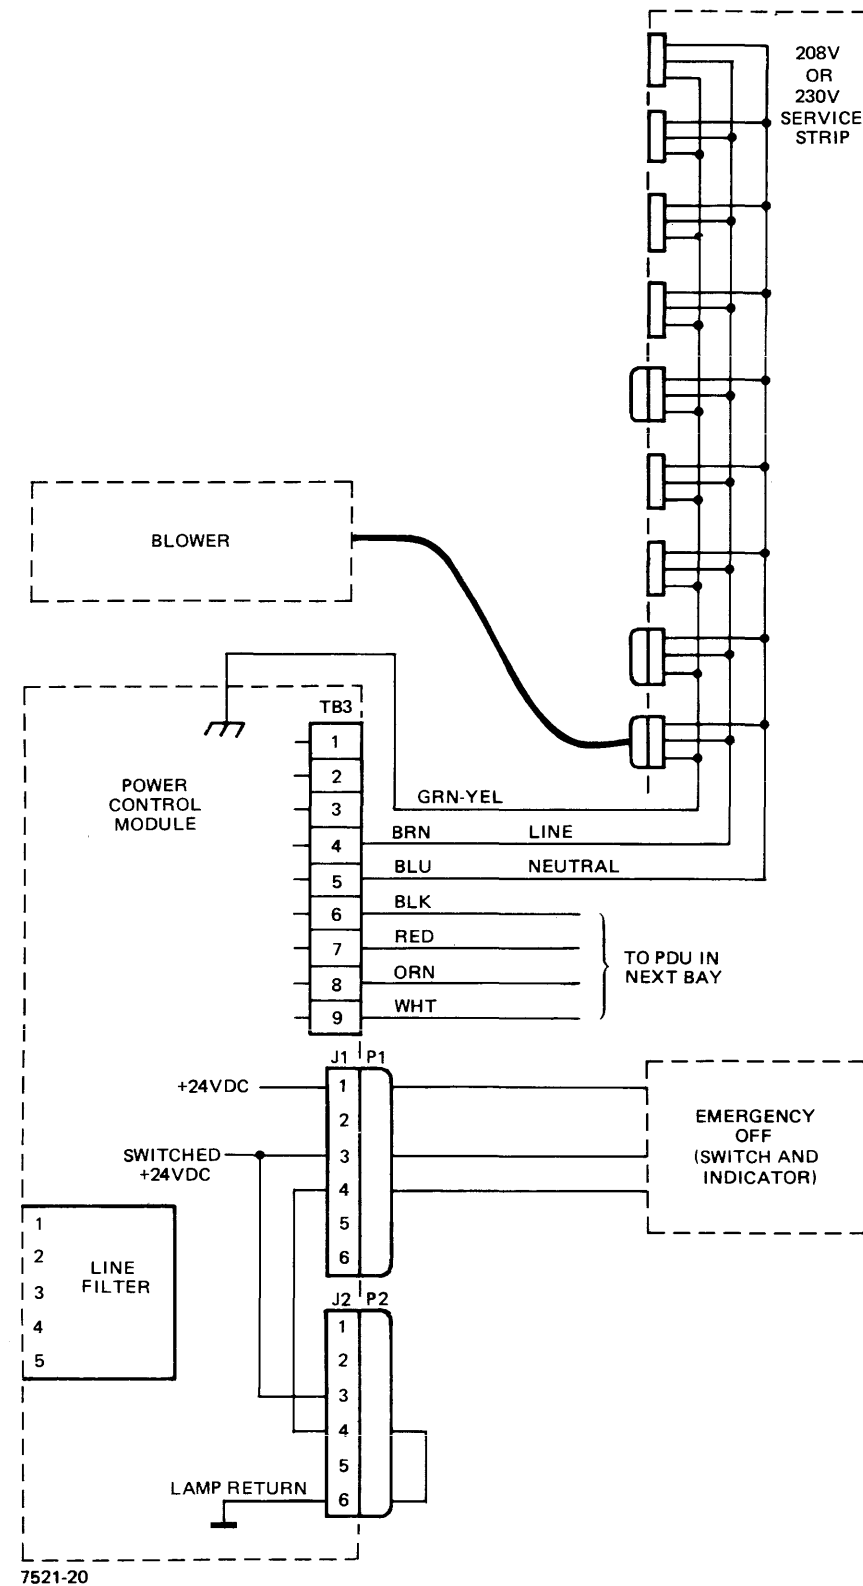 208V
OR
230V
SERVICE
STRIP
BLOWER
TB3
1
2
3
4
5
6
7
8
9
POWER
CONTROL
MODULE
GRN-YEL
BRN LINE
BLU NEUTRAL
BLK
RED
ORN
WHT
TO PDU IN
NEXT BAY
J1 P1
+24VDC
1
2
3
4
5
6
SWITCHED
+24VDC
EMERGENCY
OFF
(SWITCH AND
INDICATOR)
1
2
3
4
5
LINE
FILTER
J2 P2
1
2
3
4
5
6
LAMP RETURN
7521-20